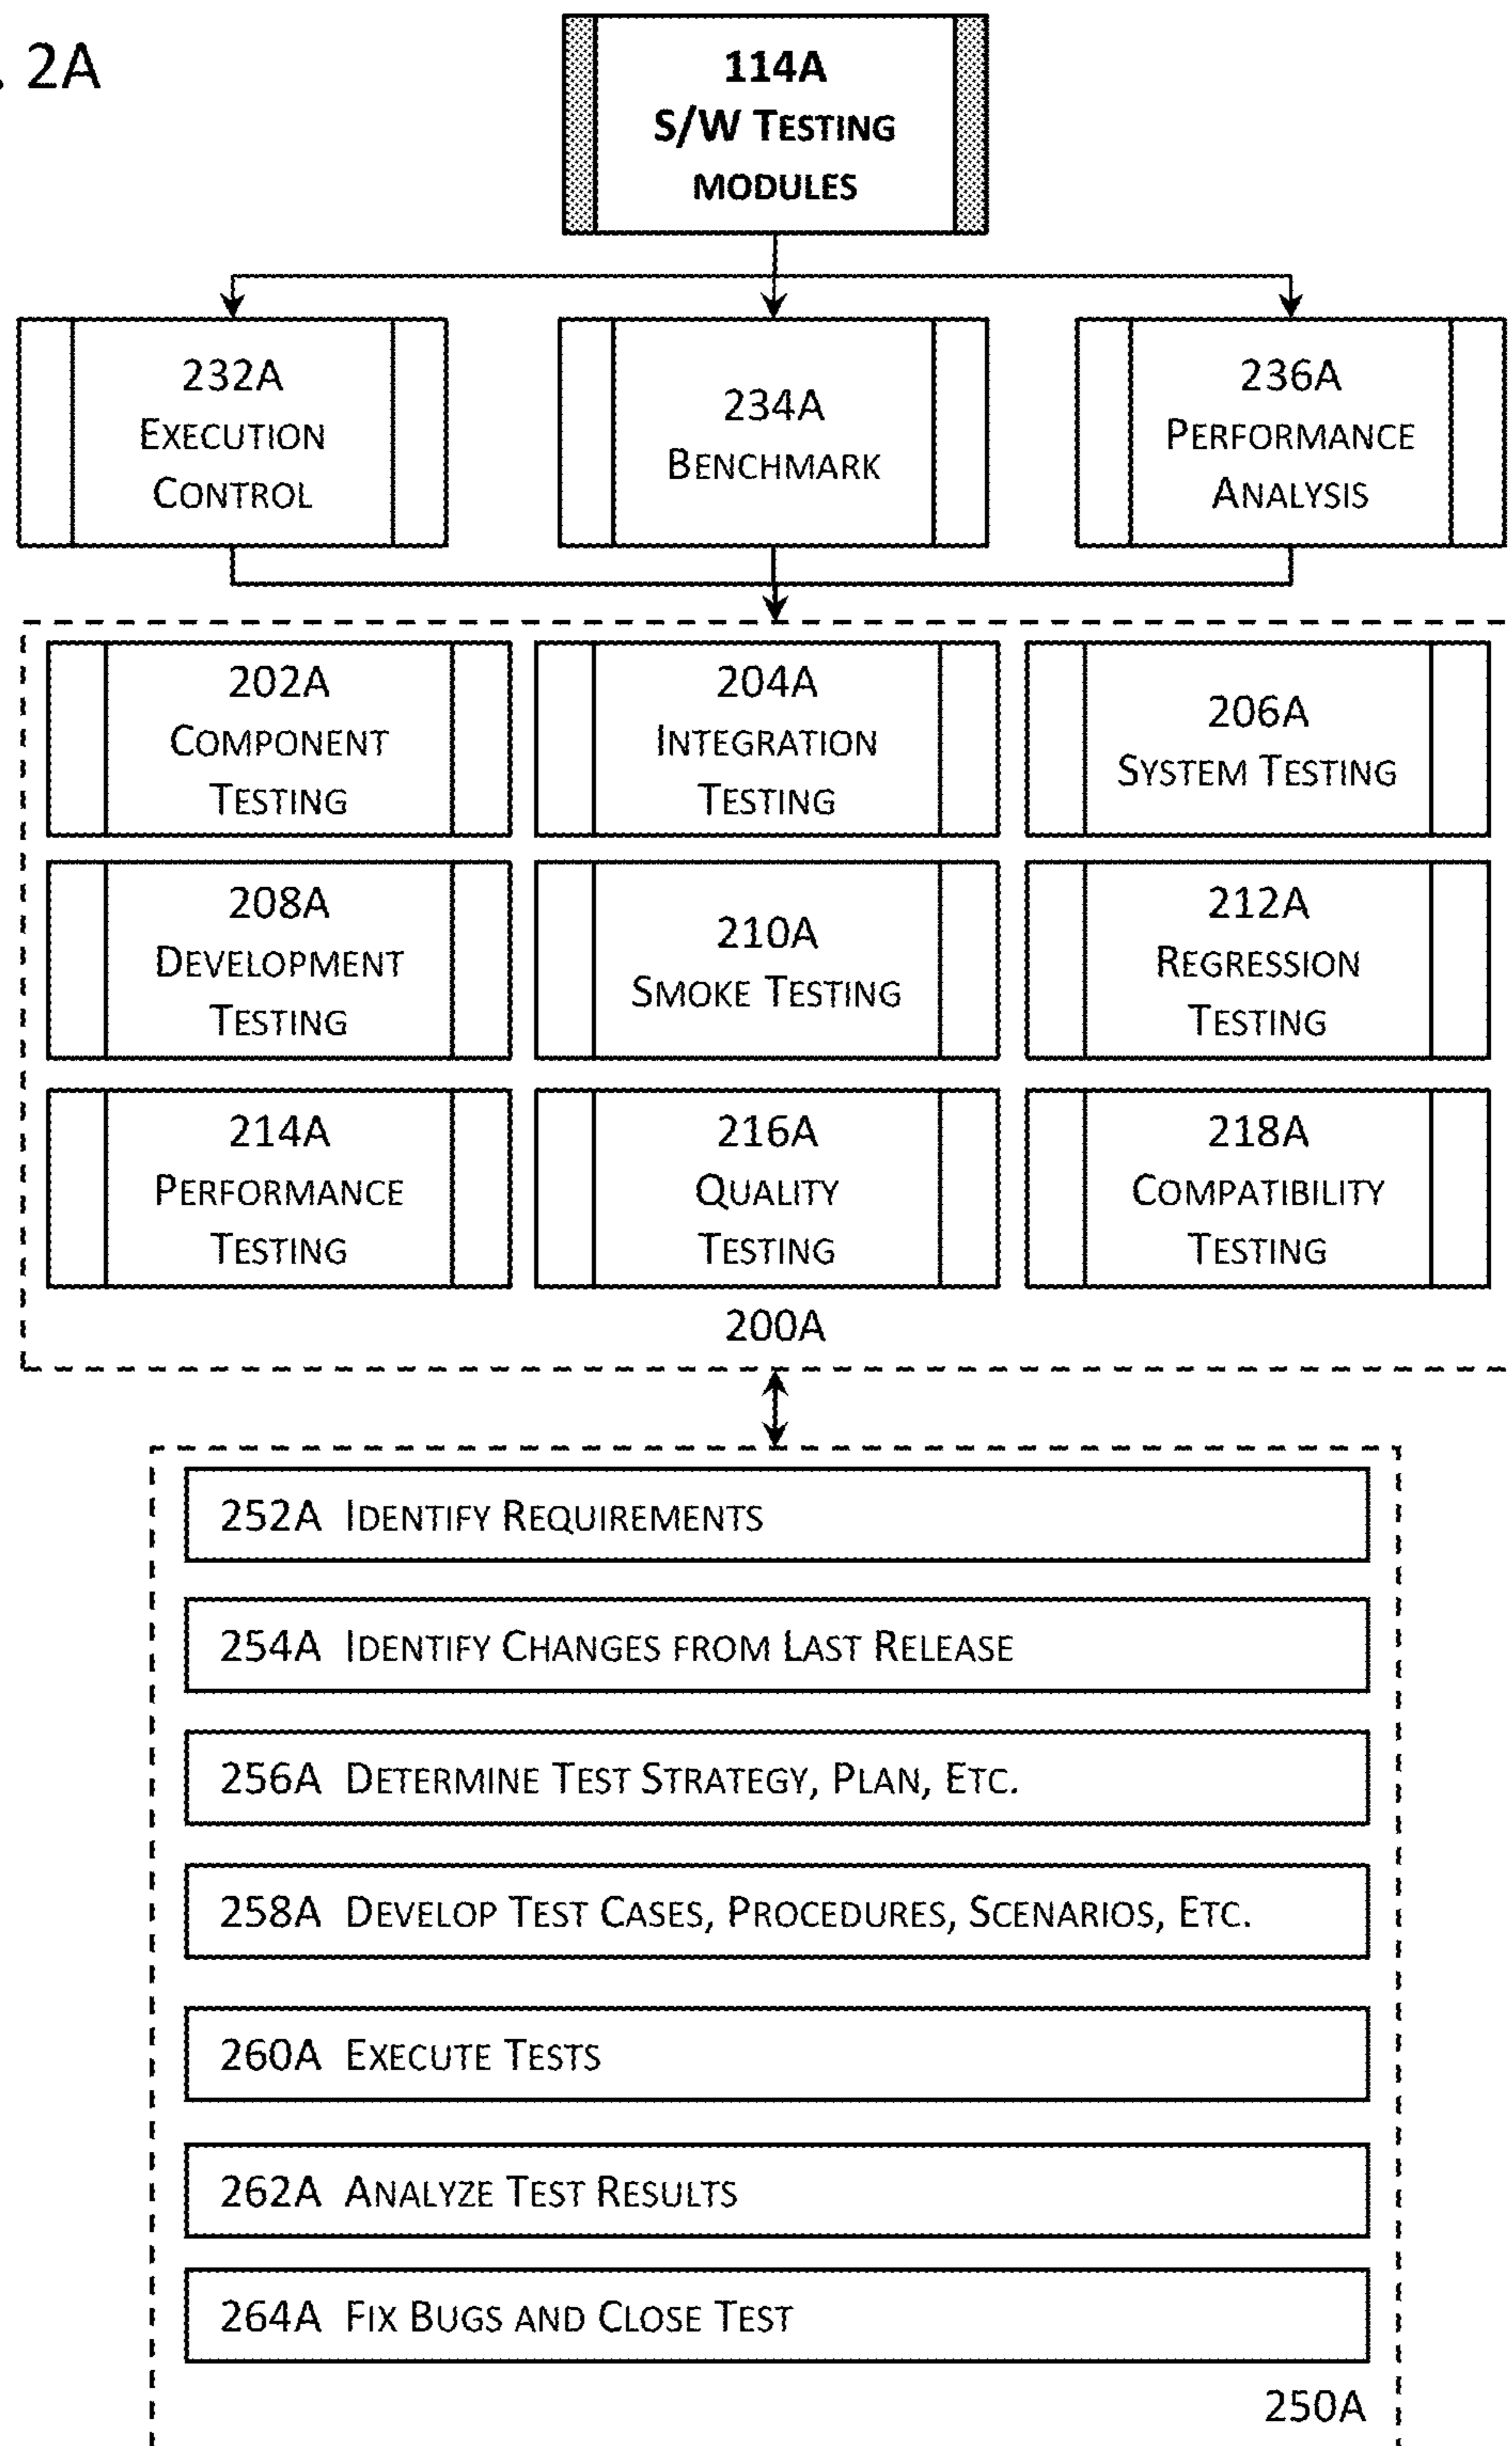 . 2A
114A
S/W TESTING
MODULES
232A
EXECUTION
CONTROL
234A
BENCHMARK
236A
PERFORMANCE
ANALYSIS
202A
COMPONENT
TESTING
204A
INTEGRATION
TESTING
206A
SYSTEM TESTING
208A
DEVELOPMENT
TESTING
210A
SMOKE TESTING
212A
REGRESSION
TESTING
214A
PERFORMANCE
TESTING
216A
QUALITY
TESTING
218A
COMPATIBILITY
TESTING
200A
252A IDENTIFY REQUIREMENTS
254A IDENTIFY CHANGES FROM LAST RELEASE
256A DETERMINE TEST STRATEGY, PLAN, ETC.
258A DEVELOP TEST CASES, PROCEDURES, SCENARIOS, ETC.
260A EXECUTE TESTS
262A ANALYZE TEST RESULTS
264A FIX BUGS AND CLOSE TEST
250A